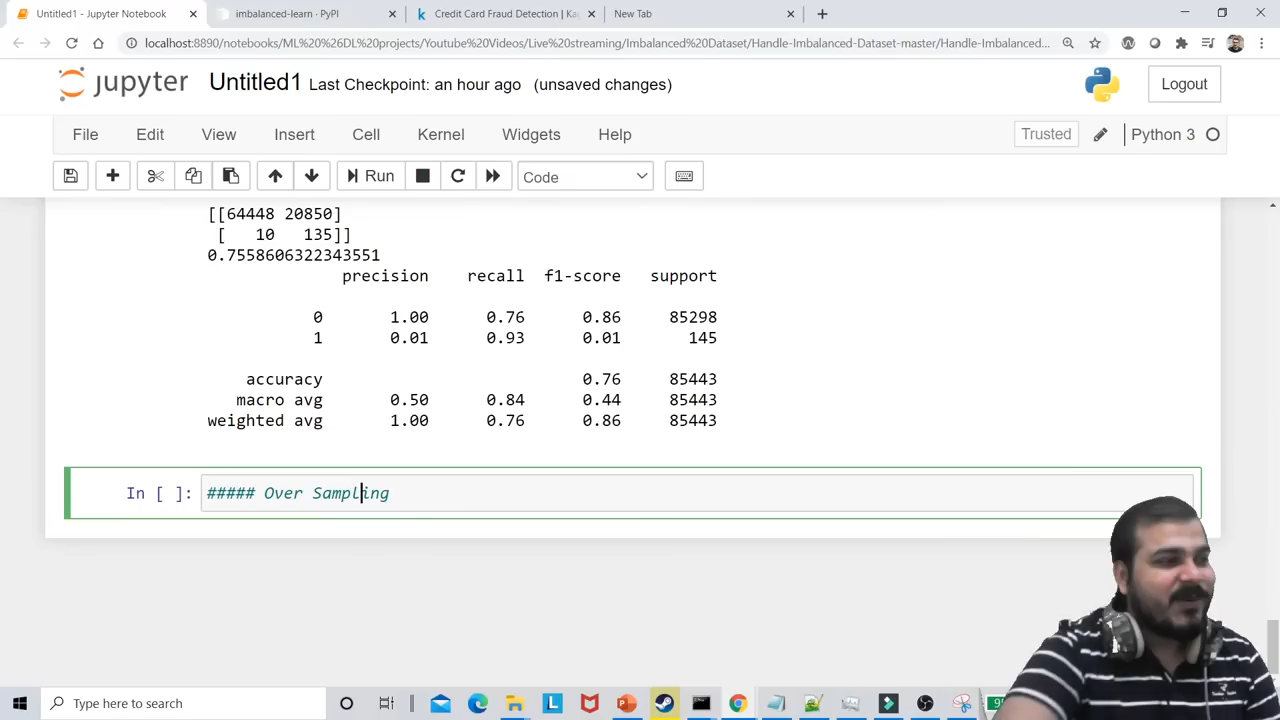 Untitled1 - Jupyter Notebook
imbalanced-learn · PyPI
Credit Card Fraud Detection | Kag
New Tab
localhost:8890/notebooks/ML%20%26DL%20projects/Youtube%20Videos/Live%20streaming/Imbalanced%20Dataset/Handle-Imbalanced-Dataset-master/Handle-Imbalanced...
jupyter Untitled1 Last Checkpoint: an hour ago (unsaved changes)
Logout
File Edit View Insert Cell Kernel Widgets Help
Trusted
Python 3
Run
Code
[[64448 20850]
[ 10 135]]
0.7558606322343551
precision recall f1-score support
0 1.00 0.76 0.86 85298
1 0.01 0.93 0.01 145
accuracy 0.76 85443
macro avg 0.50 0.84 0.44 85443
weighted avg 1.00 0.76 0.86 85443
In [ ]: ##### Over Sampling
Type here to search